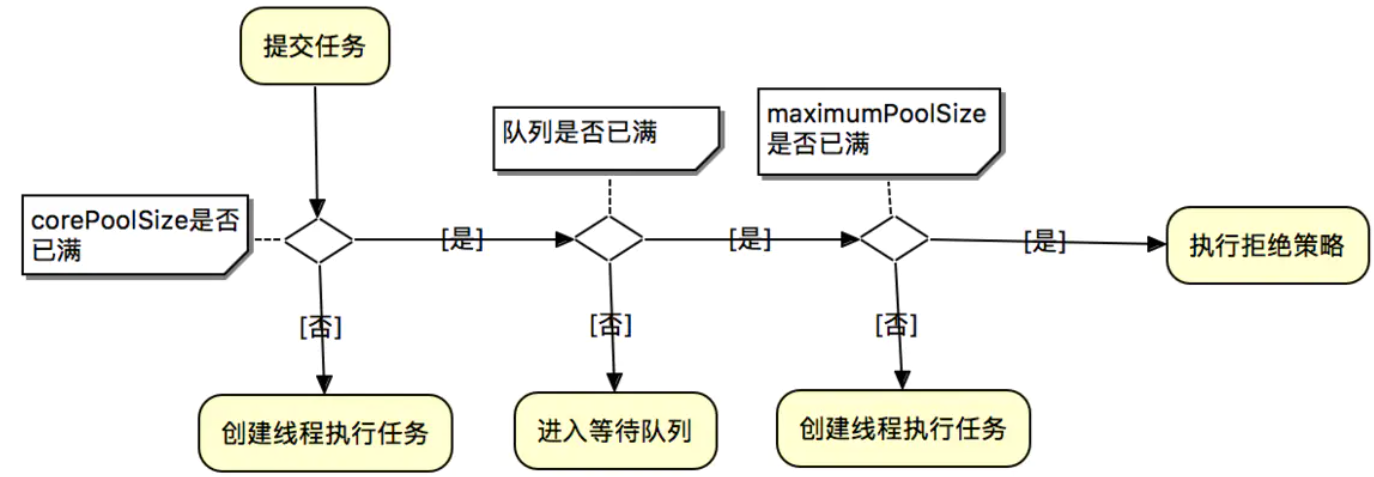 提交任务
队列是否已满
maximumPoolSize
是否已满
corePoolSize是否
已满
[是]
[是]
[是]
执行拒绝策略
[否]
[否]
[否]
创建线程执行任务
进入等待队列
创建线程执行任务